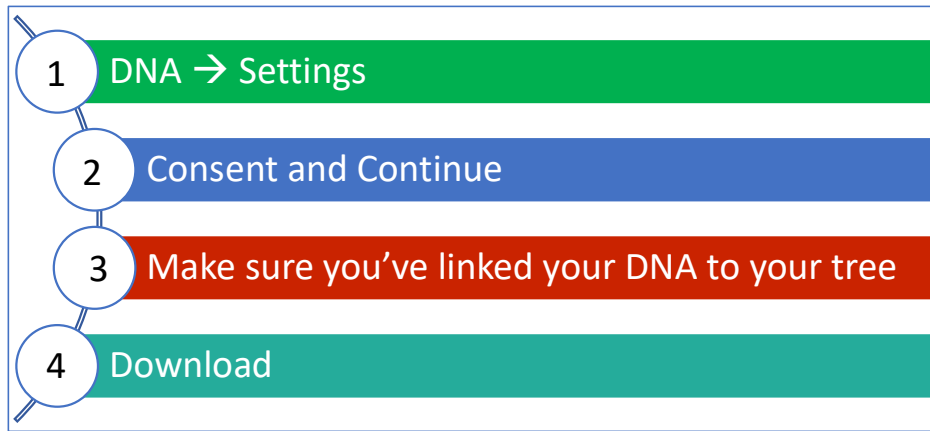 1 DNA → Settings
2 Consent and Continue
3 Make sure you’ve linked your DNA to your tree
4 Download